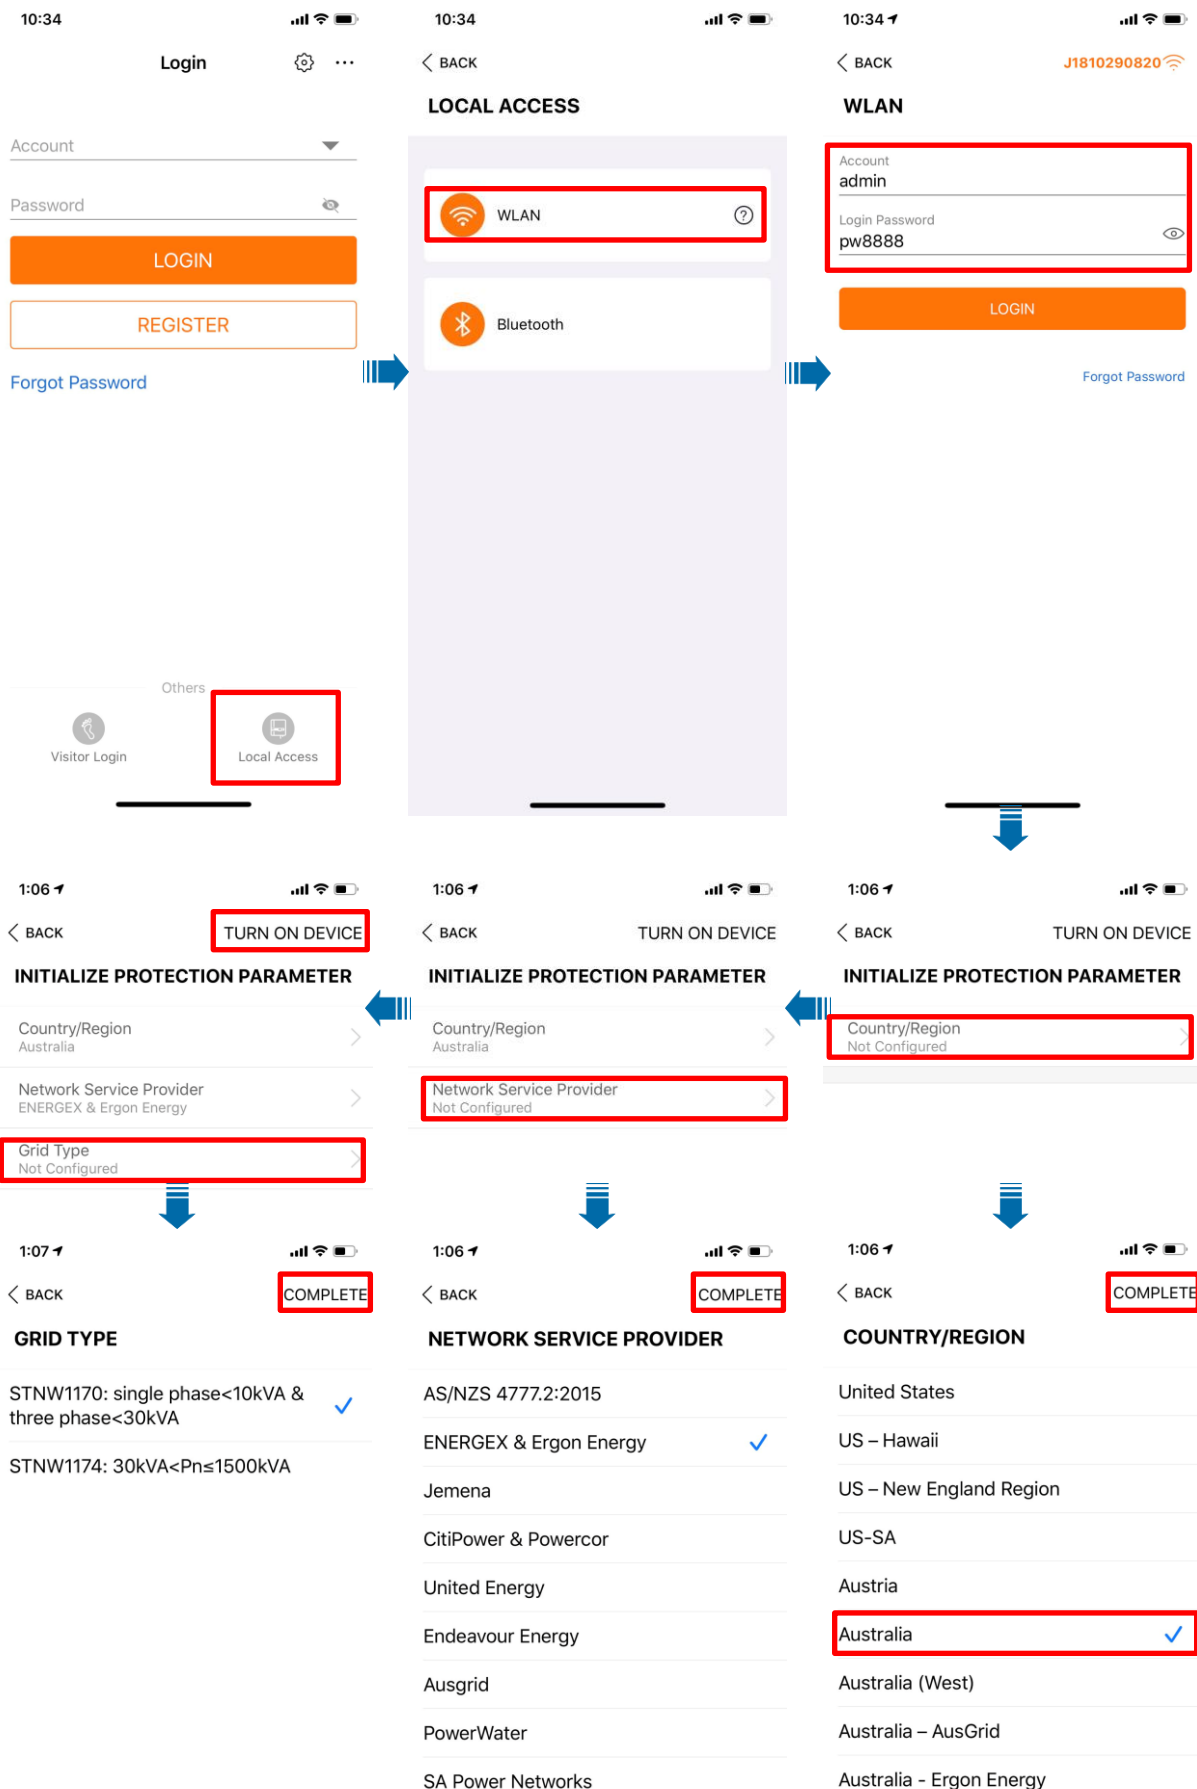 10:34
Login
Account
Password
LOGIN
REGISTER
Forgot Password
Others
Visitor Login
Local Access
10:34
BACK
LOCAL ACCESS
WLAN
Bluetooth
10:34
BACK
J1810290820
WLAN
Account
admin
Login Password
pw8888
LOGIN
Forgot Password
1:06
BACK
TURN ON DEVICE
INITIALIZE PROTECTION PARAMETER
Country/Region
Australia
Network Service Provider
ENERGEX & Ergon Energy
Grid Type
Not Configured
1:06
BACK
TURN ON DEVICE
INITIALIZE PROTECTION PARAMETER
Country/Region
Australia
Network Service Provider
Not Configured
1:06
BACK
TURN ON DEVICE
INITIALIZE PROTECTION PARAMETER
Country/Region
Not Configured
1:07
BACK
COMPLETE
GRID TYPE
STNW1170: single phase<10kVA &
three phase<30kVA
STNW1174: 30kVA<Pn≤1500kVA
1:06
BACK
COMPLETE
NETWORK SERVICE PROVIDER
AS/NZS 4777.2:2015
ENERGEX & Ergon Energy
Jemena
CitiPower & Powercor
United Energy
Endeavour Energy
Ausgrid
PowerWater
SA Power Networks
1:06
BACK
COMPLETE
COUNTRY/REGION
United States
US – Hawaii
US – New England Region
US-SA
Austria
Australia
Australia (West)
Australia – AusGrid
Australia - Ergon Energy